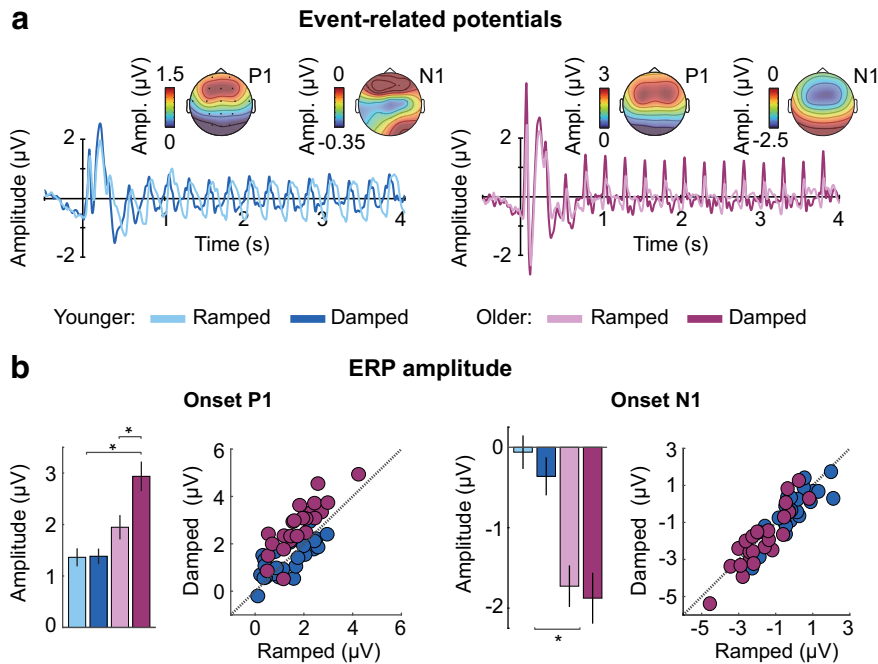 a
Event-related potentials
Ampl. (µV)
1.5
0
P1
Ampl. (µV)
0
-0.35
N1
Ampl. (µV)
3
0
P1
Ampl. (µV)
0
-2.5
N1
Amplitude (µV)
2
-2
1 2 3 4
Time (s)
Amplitude (µV)
2
-2
1 2 3 4
Time (s)
Younger: Ramped Damped
Older: Ramped Damped
b
ERP amplitude
Onset P1
Onset N1
Amplitude (µV)
3
2
1
0
*
*
Damped (µV)
6
4
2
0
0 2 4 6
Ramped (µV)
Amplitude (µV)
0
-1
-2
*
Damped (µV)
3
1
-1
-3
-5
-5 -3 -1 1 3
Ramped (µV)